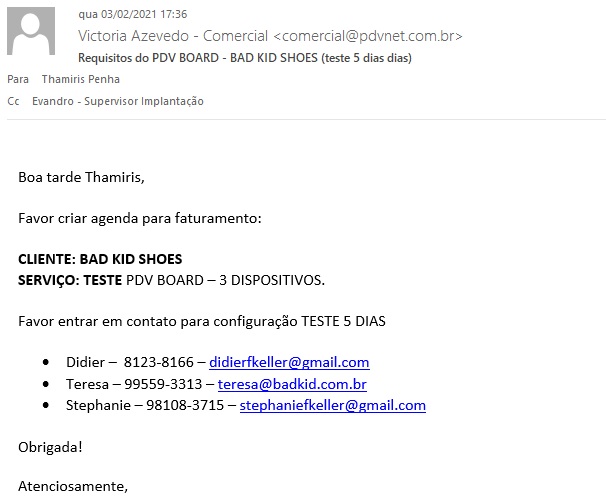 qua 03/02/2021 17:36
Victoria Azevedo - Comercial <comercial@pdvnet.com.br>
Requisitos do PDV BOARD - BAD KID SHOES (teste 5 dias dias)
Para Thamiris Penha
Cc Evandro - Supervisor Implantação
Boa tarde Thamiris,
Favor criar agenda para faturamento:
CLIENTE: BAD KID SHOES
SERVIÇO: TESTE PDV BOARD – 3 DISPOSITIVOS.
Favor entrar em contato para configuração TESTE 5 DIAS
• Didier – 8123-8166 – didierfkeller@gmail.com
• Teresa – 99559-3313 – teresa@badkid.com.br
• Stephanie – 98108-3715 – stephaniefkeller@gmail.com
Obrigada!
Atenciosamente,